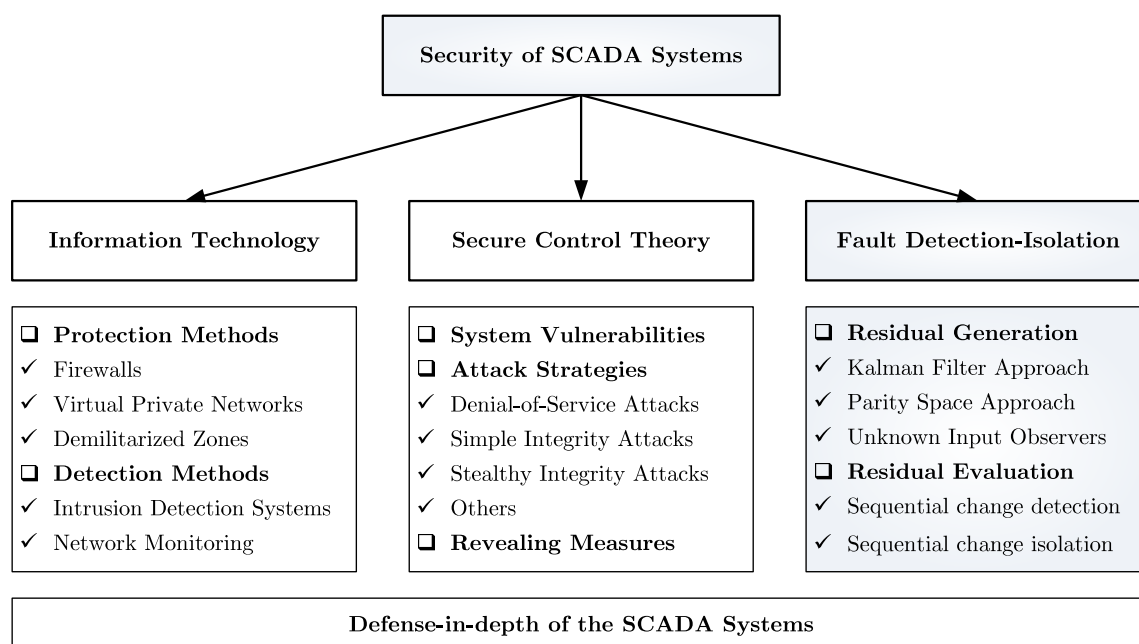 Security of SCADA Systems
Information Technology
Secure Control Theory
Fault Detection-Isolation
❑ Protection Methods
✓ Firewalls
✓ Virtual Private Networks
✓ Demilitarized Zones
❑ Detection Methods
✓ Intrusion Detection Systems
✓ Network Monitoring
❑ System Vulnerabilities
❑ Attack Strategies
✓ Denial-of-Service Attacks
✓ Simple Integrity Attacks
✓ Stealthy Integrity Attacks
✓ Others
❑ Revealing Measures
❑ Residual Generation
✓ Kalman Filter Approach
✓ Parity Space Approach
✓ Unknown Input Observers
❑ Residual Evaluation
✓ Sequential change detection
✓ Sequential change isolation
Defense-in-depth of the SCADA Systems